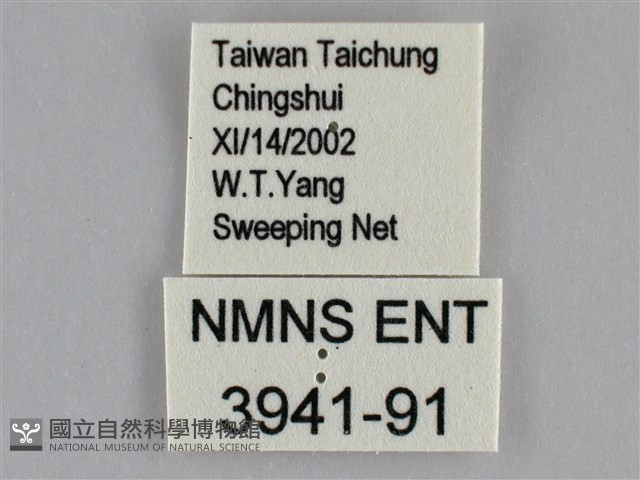 Taiwan Taichung
Chingshui
XI/14/2002
W.T.Yang
Sweeping Net
NMNS ENT
3941-91
國立自然科學博物館
NATIONAL MUSEUM OF NATURAL SCIENCE